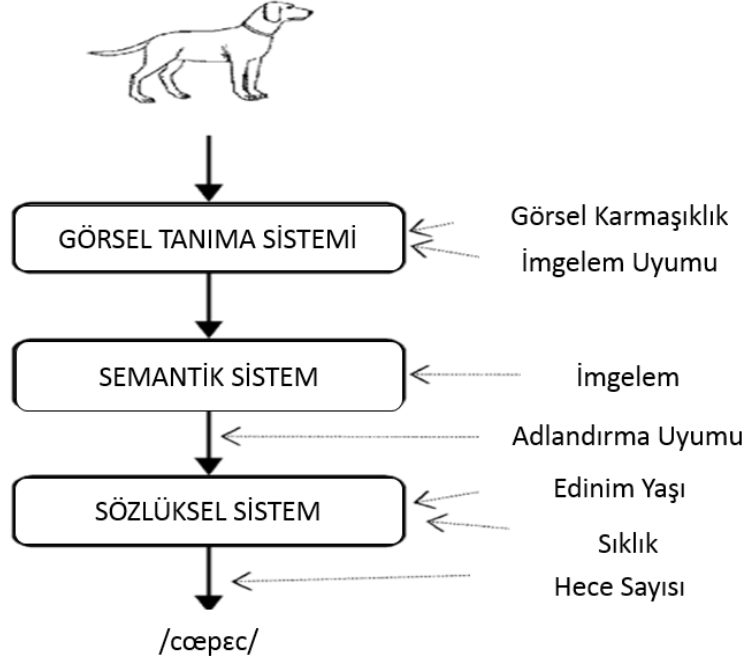 GÖRSEL TANIMA SİSTEMİ
Görsel Karmaşıklık
İmgelem Uyumu
SEMANTİK SİSTEM
İmgelem
Adlandırma Uyumu
SÖZLÜKSEL SİSTEM
Edinim Yaşı
Sıklık
Hece Sayısı
/cœpɛc/